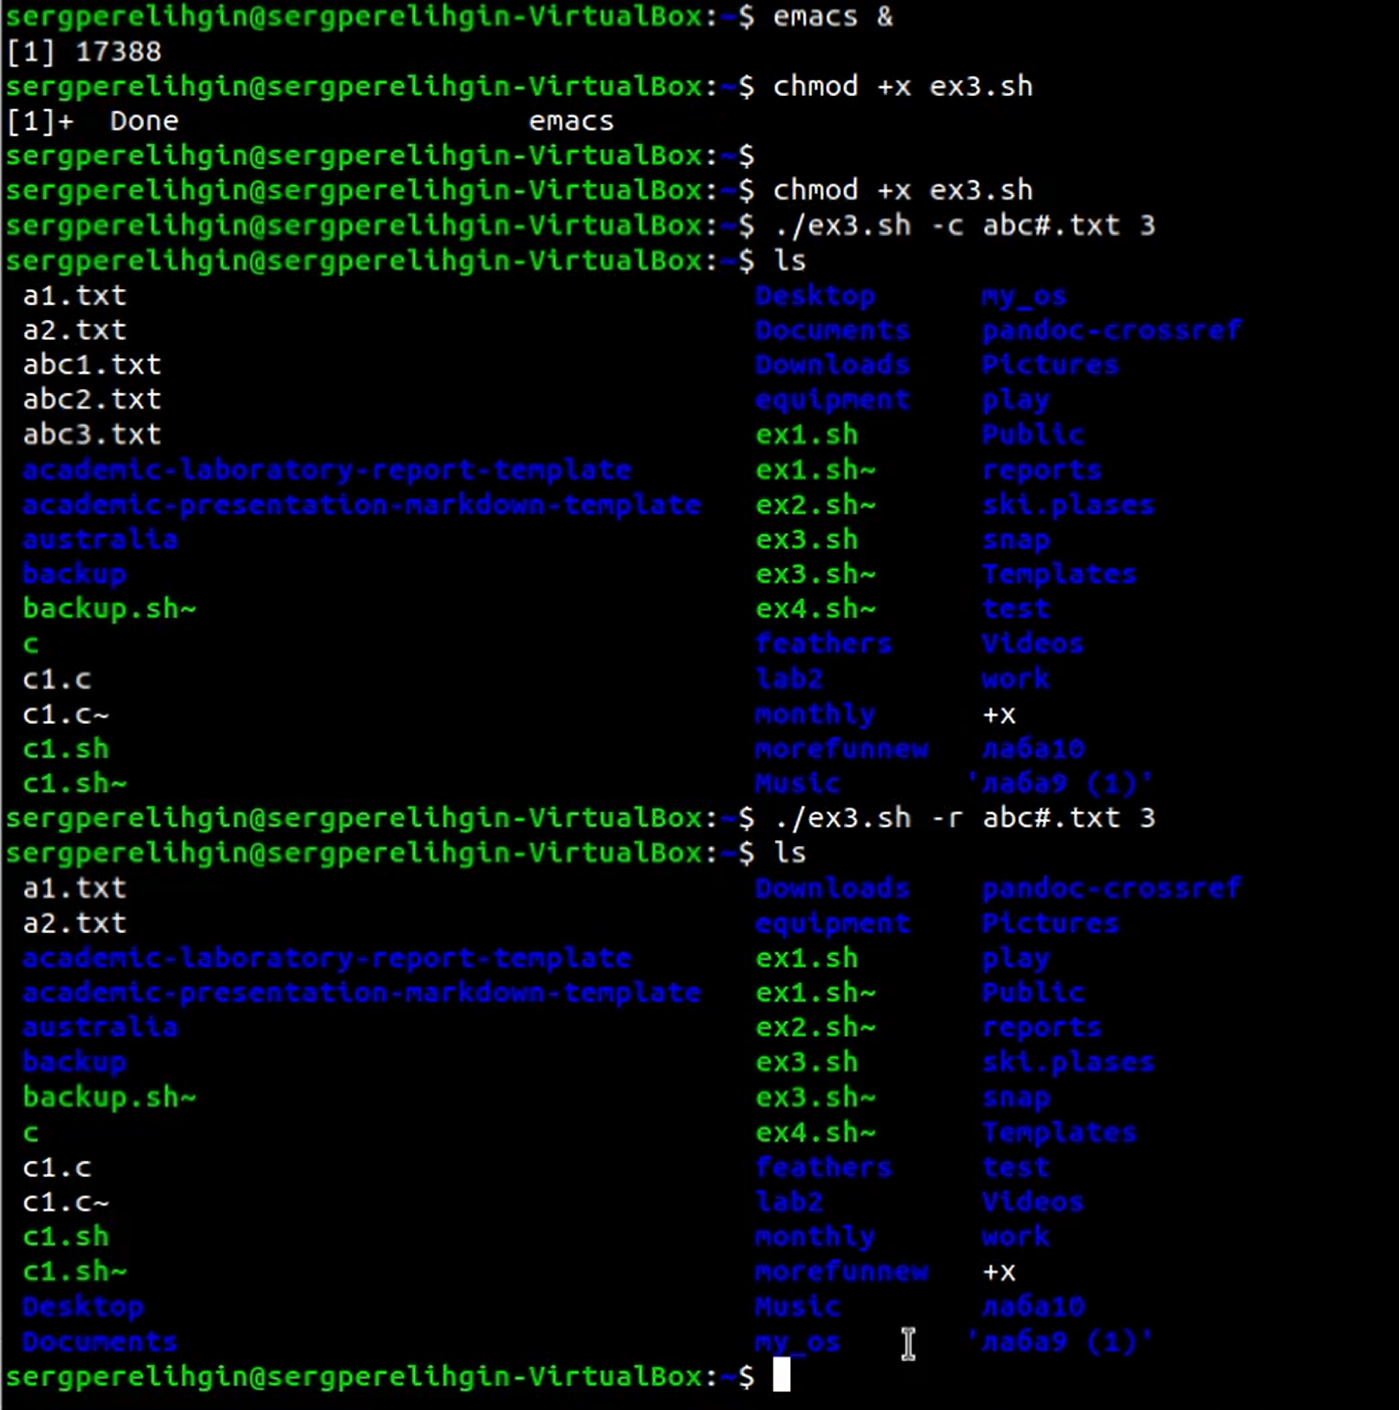 sergperelihgin@sergperelihgin-VirtualBox:~$ emacs &
[1] 17388
sergperelihgin@sergperelihgin-VirtualBox:~$ chmod +x ex3.sh
[1]+  Done                    emacs
sergperelihgin@sergperelihgin-VirtualBox:~$
sergperelihgin@sergperelihgin-VirtualBox:~$ chmod +x ex3.sh
sergperelihgin@sergperelihgin-VirtualBox:~$ ./ex3.sh -c abc#.txt 3
sergperelihgin@sergperelihgin-VirtualBox:~$ ls
a1.txt Desktop my_os
a2.txt Documents pandoc-crossref
abc1.txt Downloads Pictures
abc2.txt equipment play
abc3.txt ex1.sh Public
academic-laboratory-report-template ex1.sh~ reports
academic-presentation-markdown-template ex2.sh~ ski.plases
australia ex3.sh snap
backup ex3.sh~ Templates
backup.sh~ ex4.sh~ test
c feathers Videos
c1.c lab2 work
c1.c~ monthly +x
c1.sh morefunnew лаба10
c1.sh~ Music 'лаба9 (1)'
sergperelihgin@sergperelihgin-VirtualBox:~$ ./ex3.sh -r abc#.txt 3
sergperelihgin@sergperelihgin-VirtualBox:~$ ls
a1.txt Downloads pandoc-crossref
a2.txt equipment Pictures
academic-laboratory-report-template ex1.sh play
academic-presentation-markdown-template ex1.sh~ Public
australia ex2.sh~ reports
backup ex3.sh ski.plases
backup.sh~ ex3.sh~ snap
c ex4.sh~ Templates
c1.c feathers test
c1.c~ lab2 Videos
c1.sh monthly work
c1.sh~ morefunnew +x
Desktop Music лаба10
Documents my_os 'лаба9 (1)'
sergperelihgin@sergperelihgin-VirtualBox:~$